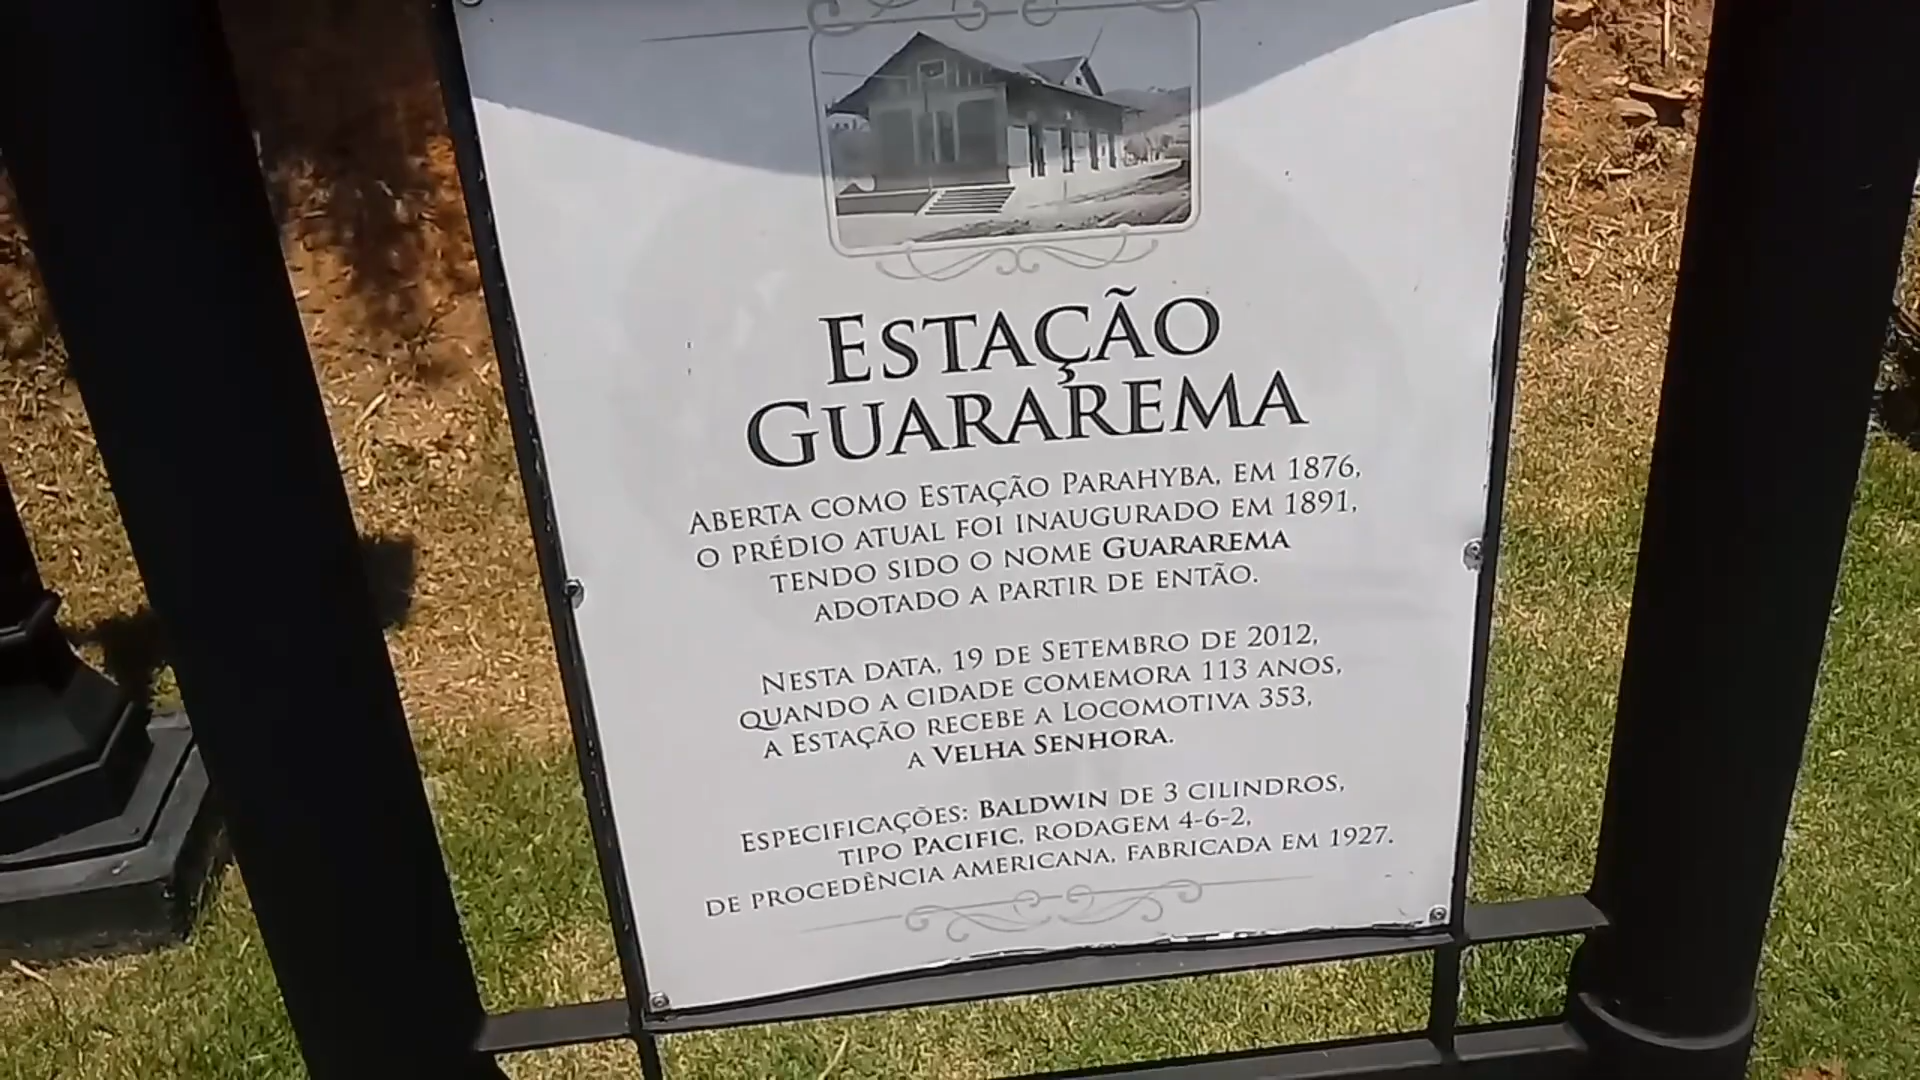 Estação
Guararema
Aberta como Estação Parahyba, em 1876,
o prédio atual foi inaugurado em 1891,
tendo sido o nome Guararema
adotado a partir de então.
Nesta data, 19 de Setembro de 2012,
quando a cidade comemora 113 anos,
a Estação recebe a Locomotiva 353,
a Velha Senhora.
Especificações: Baldwin de 3 cilindros,
tipo Pacific, rodagem 4-6-2,
de procedência americana, fabricada em 1927.